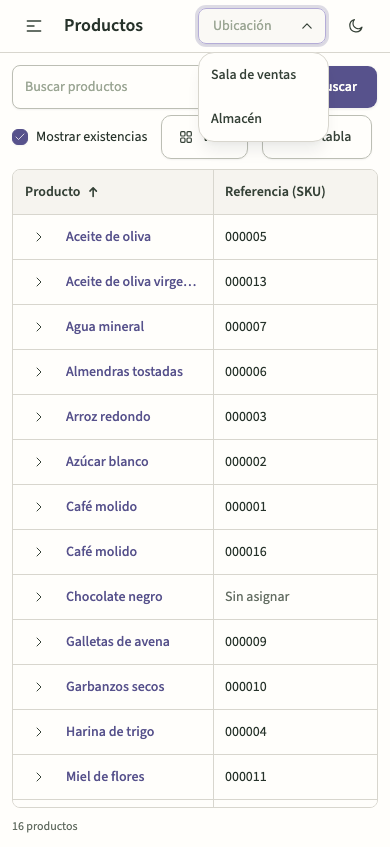 Productos
Ubicación
Sala de ventas
Almacén
Buscar productos
uscar
Mostrar existencias
tabla
Producto
Referencia (SKU)
Aceite de oliva
000005
Aceite de oliva virge...
000013
Agua mineral
000007
Almendras tostadas
000006
Arroz redondo
000003
Azúcar blanco
000002
Café molido
000001
Café molido
000016
Chocolate negro
Sin asignar
Galletas de avena
000009
Garbanzos secos
000010
Harina de trigo
000004
Miel de flores
000011
16 productos